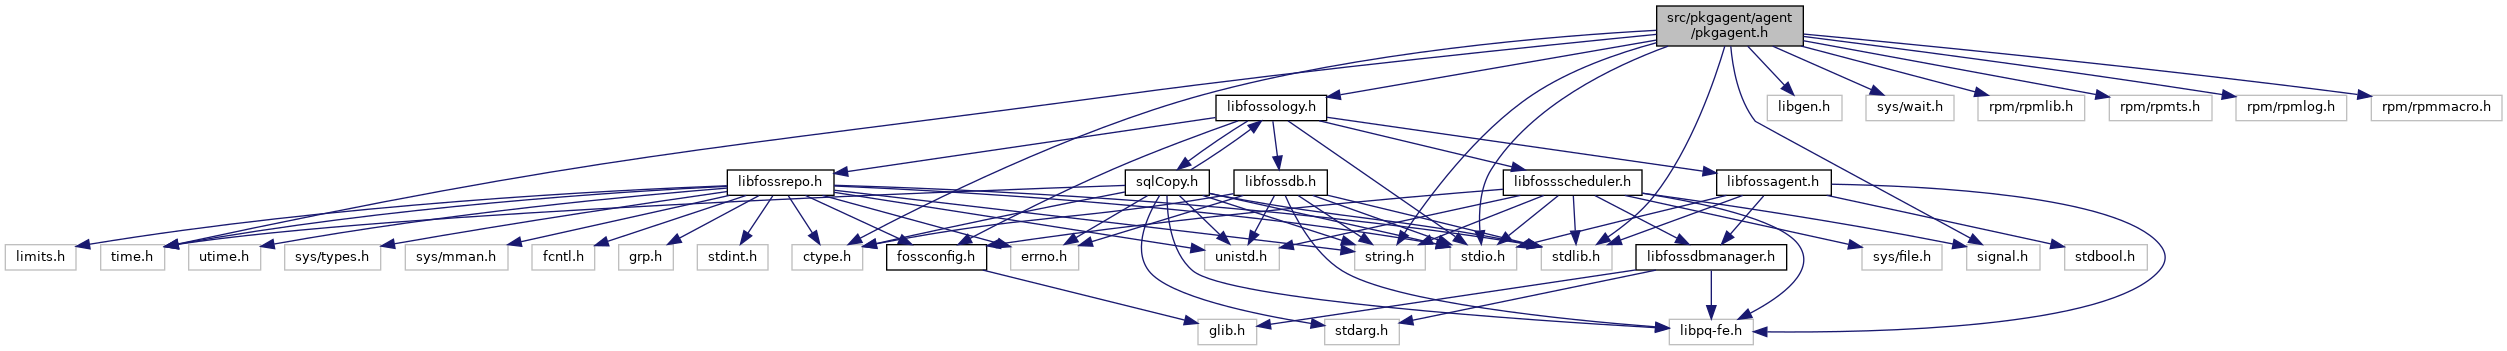 src/pkgagent/agent
/pkgagent.h
libfossology.h
libgen.h
sys/wait.h
rpm/rpmlib.h
rpm/rpmts.h
rpm/rpmlog.h
rpm/rpmmacro.h
libfossrepo.h
sqlCopy.h
libfossdb.h
libfossscheduler.h
libfossagent.h
limits.h
time.h
utime.h
sys/types.h
sys/mman.h
fcntl.h
grp.h
stdint.h
ctype.h
fossconfig.h
errno.h
unistd.h
string.h
stdio.h
stdlib.h
libfossdbmanager.h
sys/file.h
signal.h
stdbool.h
glib.h
stdarg.h
libpq-fe.h